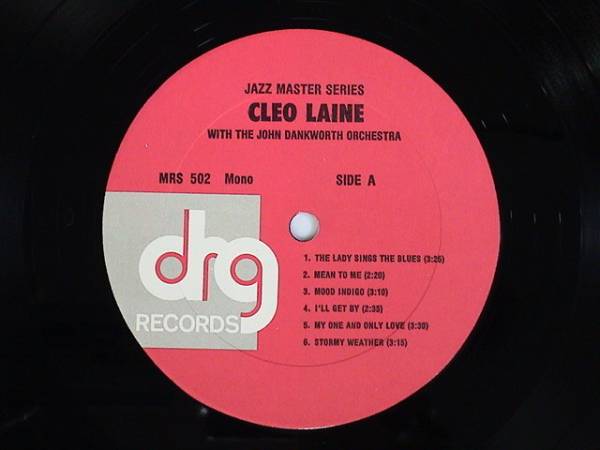 JAZZ MASTER SERIES
CLEO LAINE
WITH THE JOHN DANKWORTH ORCHESTRA
MRS 502 Mono SIDE A
drg
RECORDS
1. THE LADY SINGS THE BLUES (3:25)
2. MEAN TO ME (2:20)
3. MOOD INDIGO (3:10)
4. I'LL GET BY (2:35)
5. MY ONE AND ONLY LOVE (3:30)
6. STORMY WEATHER (3:15)